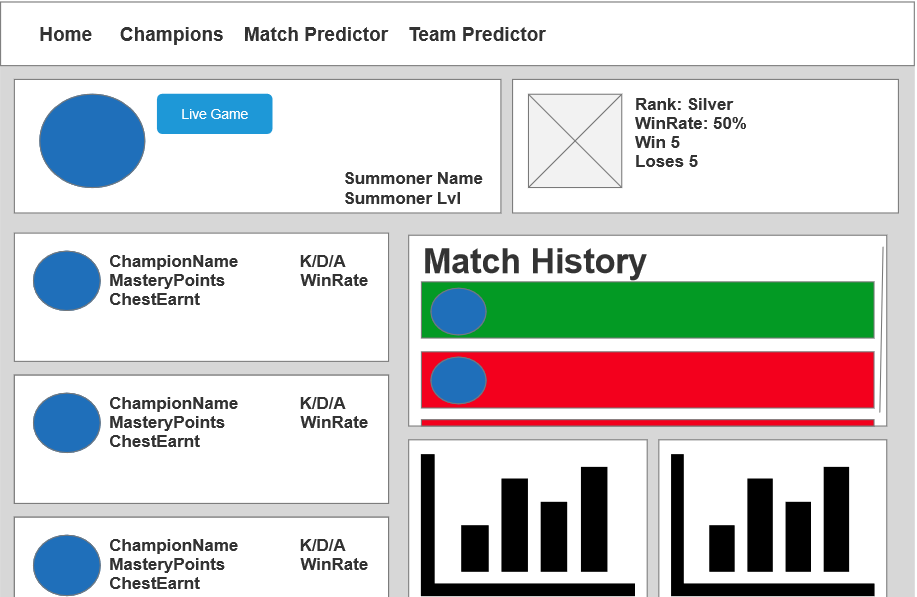 Home Champions Match Predictor Team Predictor
Live Game
Summoner Name
Summoner Lvl
Rank: Silver
WinRate: 50%
Win 5
Loses 5
ChampionName K/D/A
MasteryPoints WinRate
ChestEarnt
ChampionName K/D/A
MasteryPoints WinRate
ChestEarnt
ChampionName K/D/A
MasteryPoints WinRate
ChestEarnt
Match History